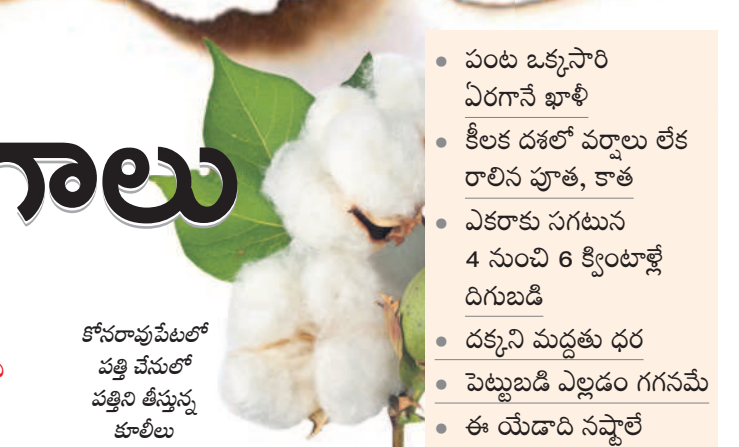 గాలు
కోనరావుపేటలో
పత్తి చేనులో
పత్తిని తీస్తున్న
కూలీలు
• పంట ఒక్కసారి
ఏరగానే ఖాళీ
• కీలక దశలో వర్షాలు లేక
రాలిన పూత, కాత
• ఎకరాకు సగటున
4 నుంచి 6 క్వింటాళ్లే
దిగుబడి
• దక్కని మద్దతు ధర
• పెట్టుబడి ఎల్లడం గగనమే
• ఈ యేడాది నష్టాలే